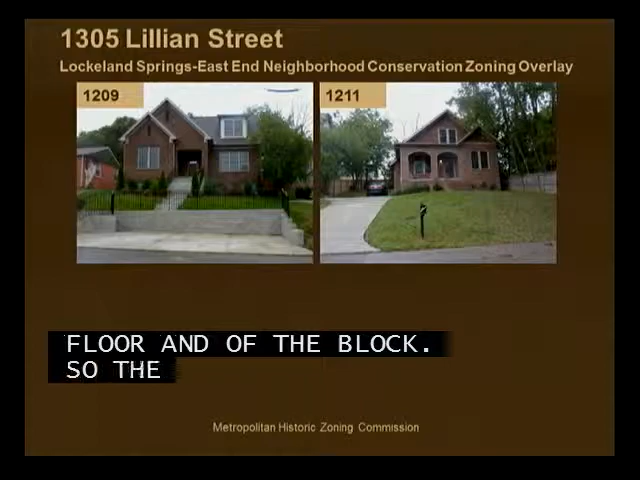 1305 Lillian Street
Lockeland Springs-East End Neighborhood Conservation Zoning Overlay
1209
1211
FLOOR AND OF THE BLOCK.
SO THE
Metropolitan Historic Zoning Commission